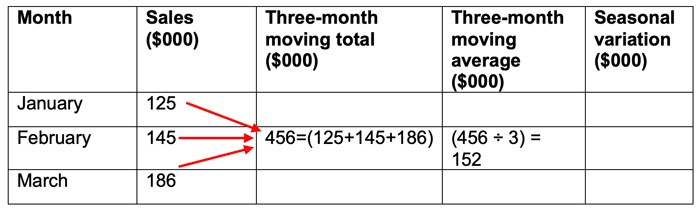 Month Sales Three-month Three-month Seasonal
($000) moving total moving variation
($000) average ($000)
($000)
January 125
February 145 456=(125+145+186) (456 ÷ 3) =
152
March 186